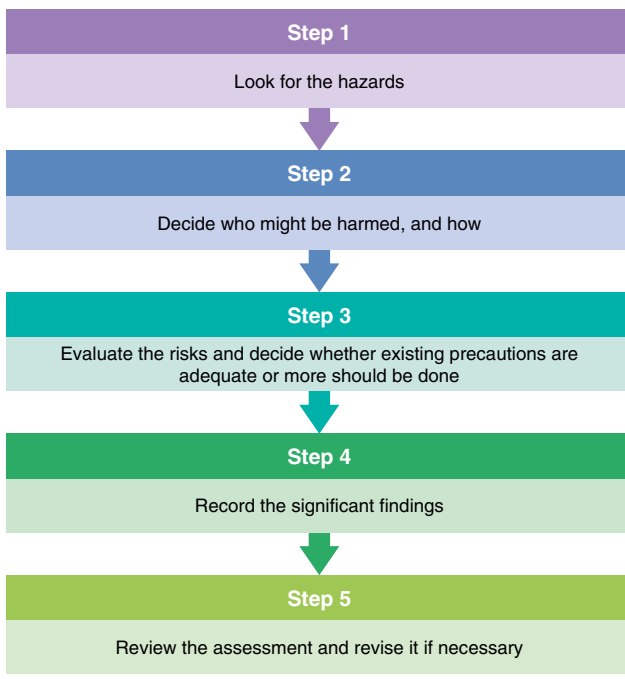 Step 1
Look for the hazards
Step 2
Decide who might be harmed, and how
Step 3
Evaluate the risks and decide whether existing precautions are
adequate or more should be done
Step 4
Record the significant findings
Step 5
Review the assessment and revise it if necessary